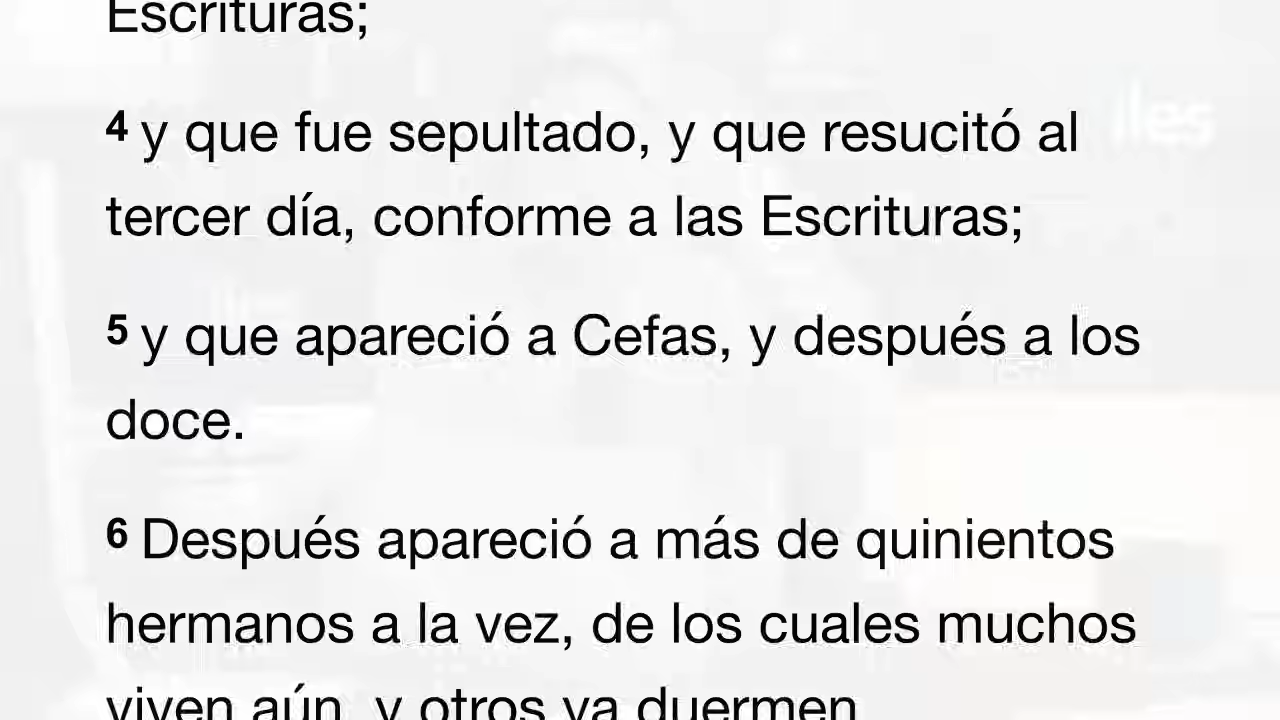 Escrituras;
4 y que fue sepultado, y que resucitó al
tercer día, conforme a las Escrituras;
5 y que apareció a Cefas, y después a los
doce.
6 Después apareció a más de quinientos
hermanos a la vez, de los cuales muchos
viven aún, y otros ya duermen